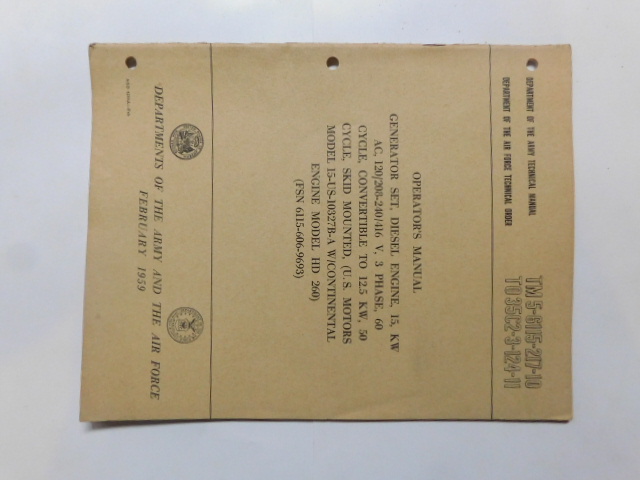 DEPARTMENT OF THE ARMY TECHNICAL MANUAL
DEPARTMENT OF THE AIR FORCE TECHNICAL ORDER
TM 5-6115-217-10
TO 35C2-3-124-11
OPERATOR'S MANUAL
GENERATOR SET, DIESEL ENGINE, 15, KW
AC, 120/208-240/416 V, 3 PHASE, 60
CYCLE, CONVERTIBLE TO 12.5 KW, 50
CYCLE, SKID MOUNTED, (U.S. MOTORS
MODEL 15-US-10327B-A W/CONTINENTAL
ENGINE MODEL HD 260)
(FSN 6115-606-9693)
DEPARTMENTS OF THE ARMY AND THE AIR FORCE
FEBRUARY 1959